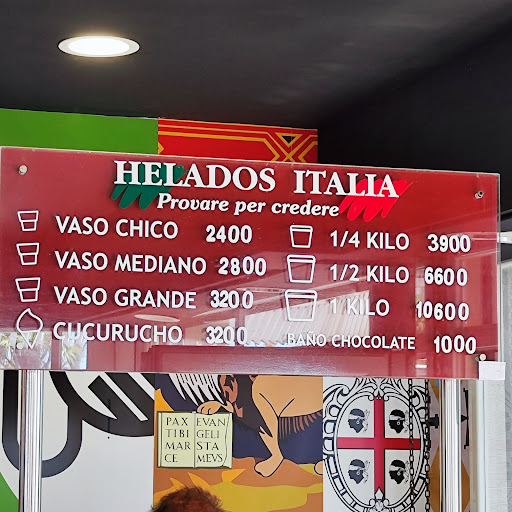 HELADOS ITALIA
Provare per credere
VASO CHICO 2400
VASO MEDIANO 2800
VASO GRANDE 3200
CUCURUCHO 3200
1/4 KILO 3900
1/2 KILO 6600
1 KILO 10600
BAÑO CHOCOLATE 1000
PAX EVAN
TIBI GELI
MAR STA
CE MEVS